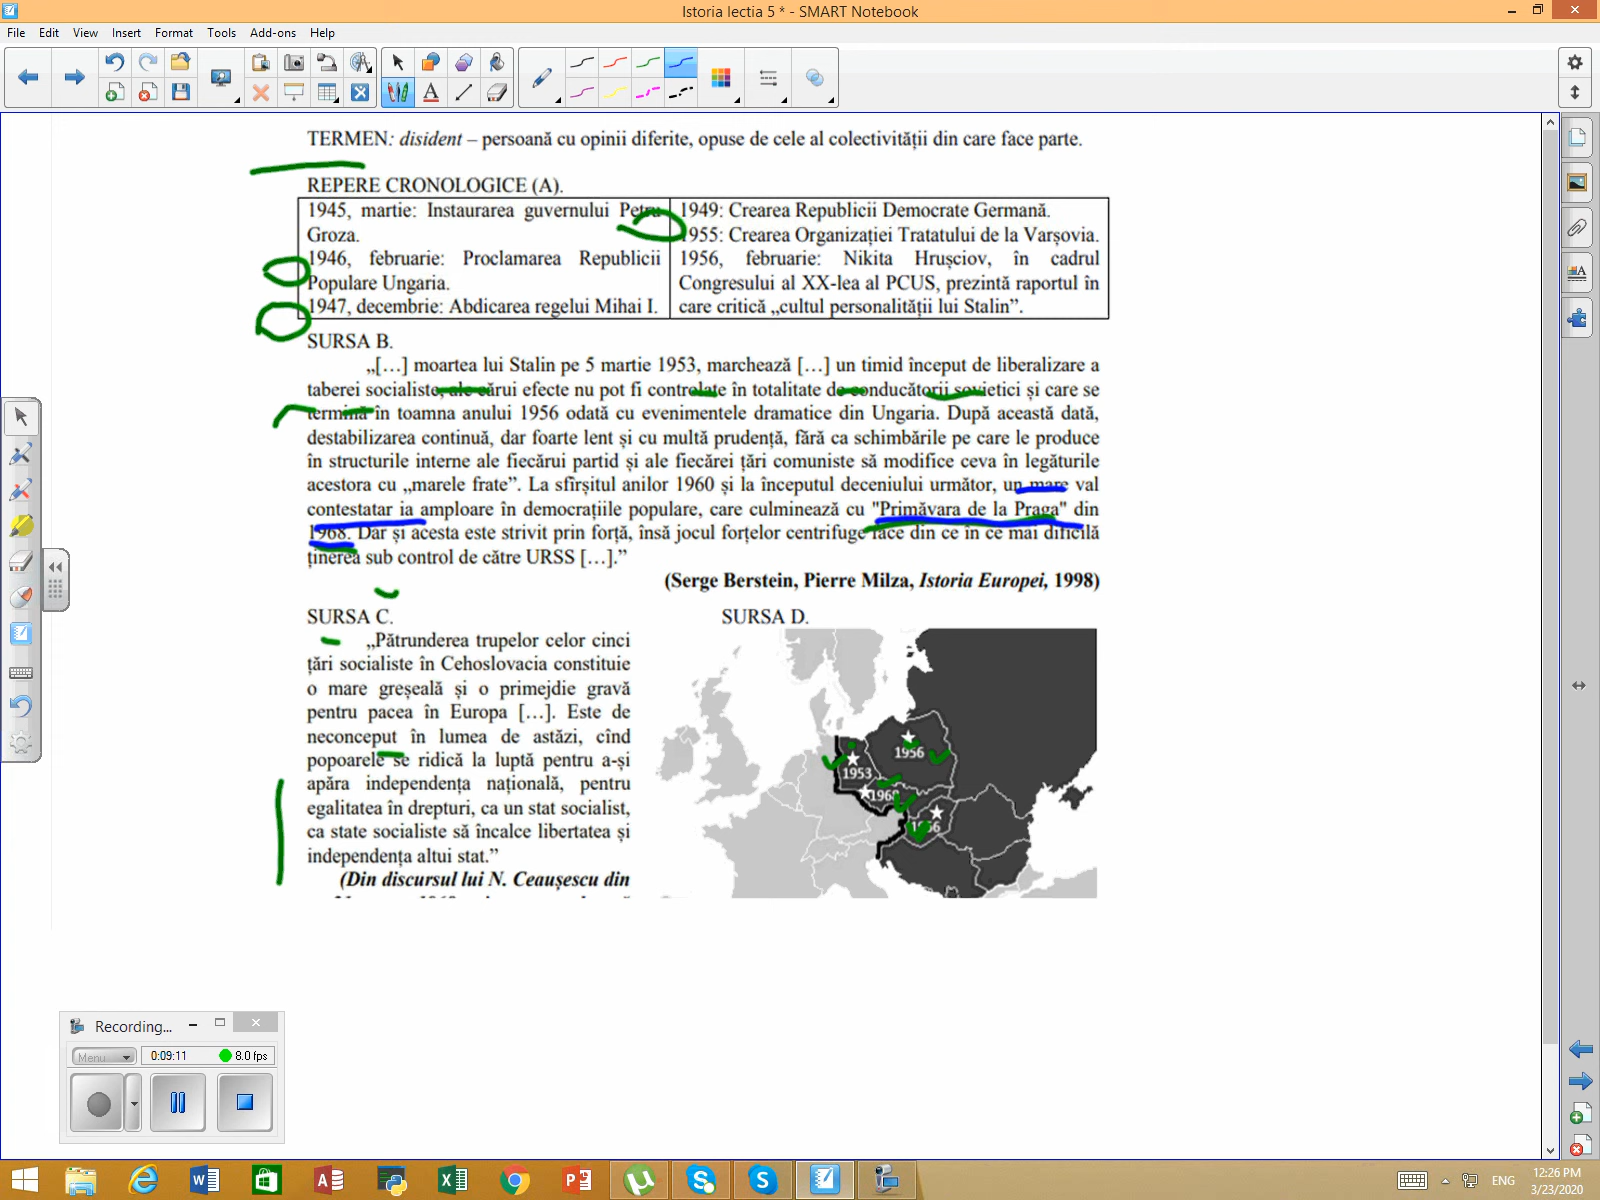 Istoria lectia 5 * - SMART Notebook
File Edit View Insert Format Tools Add-ons Help
TERMEN: disident – persoană cu opinii diferite, opuse de cele al colectivității din care face parte.
REPERE CRONOLOGICE (A).
1945, martie: Instaurarea guvernului Petru
Groza.
1946, februarie: Proclamarea Republicii
Populare Ungaria.
1947, decembrie: Abdicarea regelui Mihai I.
1949: Crearea Republicii Democrate Germană.
1955: Crearea Organizației Tratatului de la Varșovia.
1956, februarie: Nikita Hrușciov, în cadrul
Congresului al XX-lea al PCUS, prezintă raportul în
care critică „cultul personalității lui Stalin”.
SURSA B.
„[…] moartea lui Stalin pe 5 martie 1953, marchează […] un timid început de liberalizare a
taberei socialiste, ale cărui efecte nu pot fi controlate în totalitate de conducătorii sovietici și care se
termină în toamna anului 1956 odată cu evenimentele dramatice din Ungaria. După această dată,
destabilizarea continuă, dar foarte lent și cu multă prudență, fără ca schimbările pe care le produce
în structurile interne ale fiecărui partid și ale fiecărei țări comuniste să modifice ceva în legăturile
acestora cu „marele frate”. La sfîrșitul anilor 1960 și la începutul deceniului următor, un mare val
contestatar ia amploare în democrațiile populare, care culminează cu "Primăvara de la Praga" din
1968. Dar și acesta este strivit prin forță, însă jocul forțelor centrifuge face din ce în ce mai dificilă
ținerea sub control de către URSS […].”
(Serge Berstein, Pierre Milza, Istoria Europei, 1998)
SURSA C.
„Pătrunderea trupelor celor cinci
țări socialiste în Cehoslovacia constituie
o mare greșeală și o primejdie gravă
pentru pacea în Europa […]. Este de
neconceput în lumea de astăzi, cînd
popoarele se ridică la luptă pentru a-și
apăra independența națională, pentru
egalitatea în drepturi, ca un stat socialist,
ca state socialiste să încalce libertatea și
independența altui stat.”
(Din discursul lui N. Ceaușescu din
SURSA D.
1956
1953
1968
1956
Recording...
Menu
0:09:11
8.0 fps
ENG
12:26 PM
3/23/2020